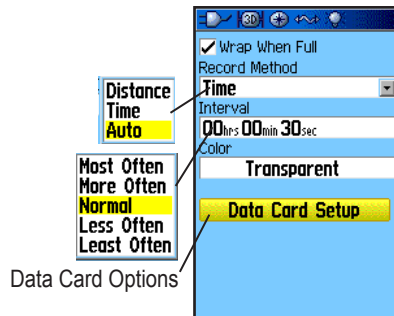 3D
Wrap When Full
Record Method
Time
Interval
00hrs 00min 30sec
Color
Transparent
Data Card Setup
Distance
Time
Auto
Most Often
More Often
Normal
Less Often
Least Often
Data Card Options